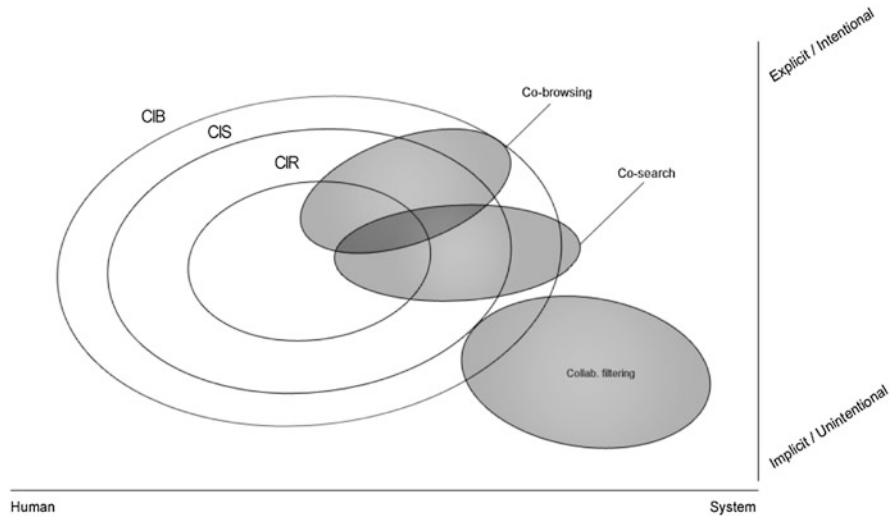 Explicit / Intentional
Co-browsing
CIB
CIS
CIR
Co-search
Collab. filtering
Implicit / Unintentional
Human
System